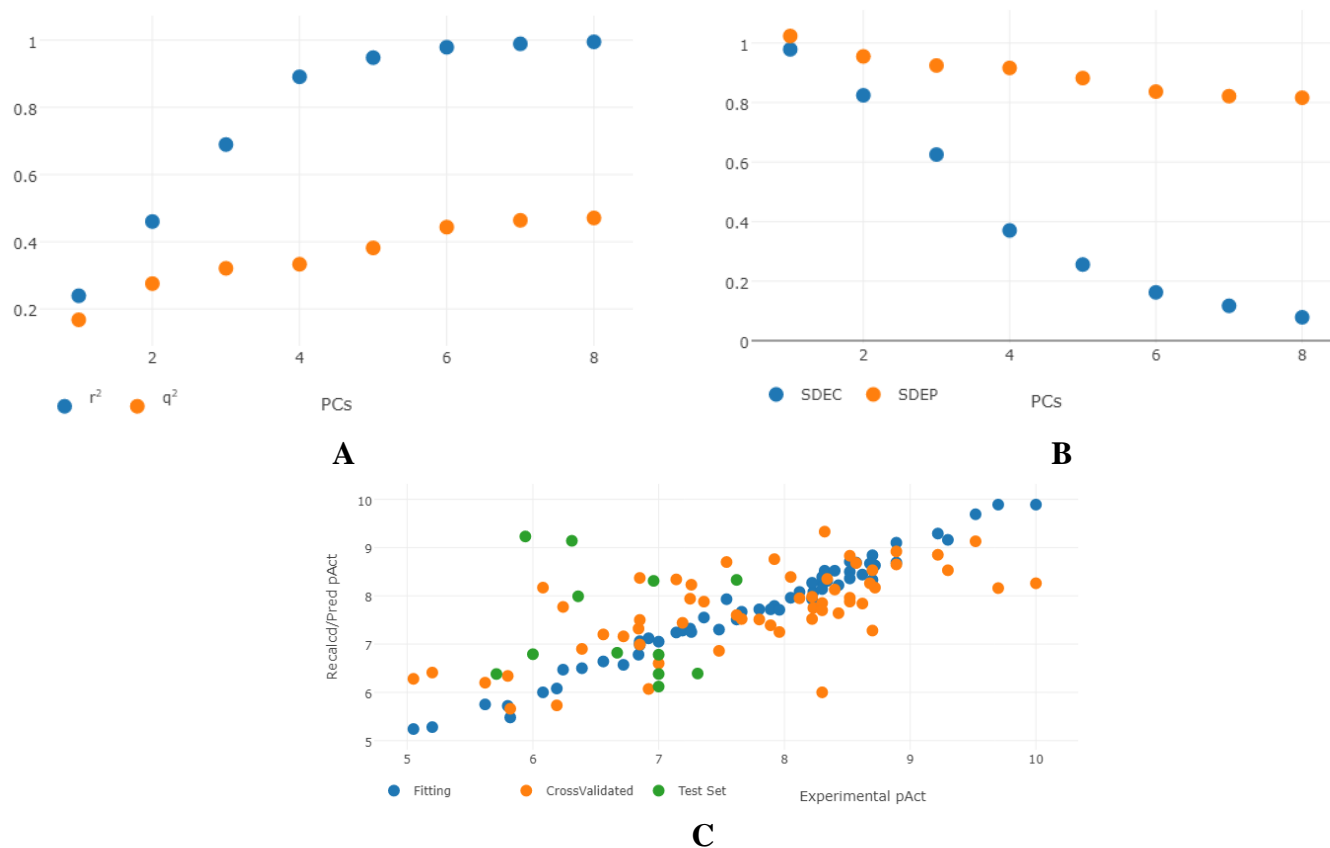 1
0.8
0.6
0.4
0.2
2 4 6 8
r² q² PCs
A
1
0.8
0.6
0.4
0.2
0
2 4 6 8
SDEC SDEP PCs
B
10
9
8
7
6
5
Recalcd/Pred pAct
5 6 7 8 9 10
Fitting CrossValidated Test Set Experimental pAct
C